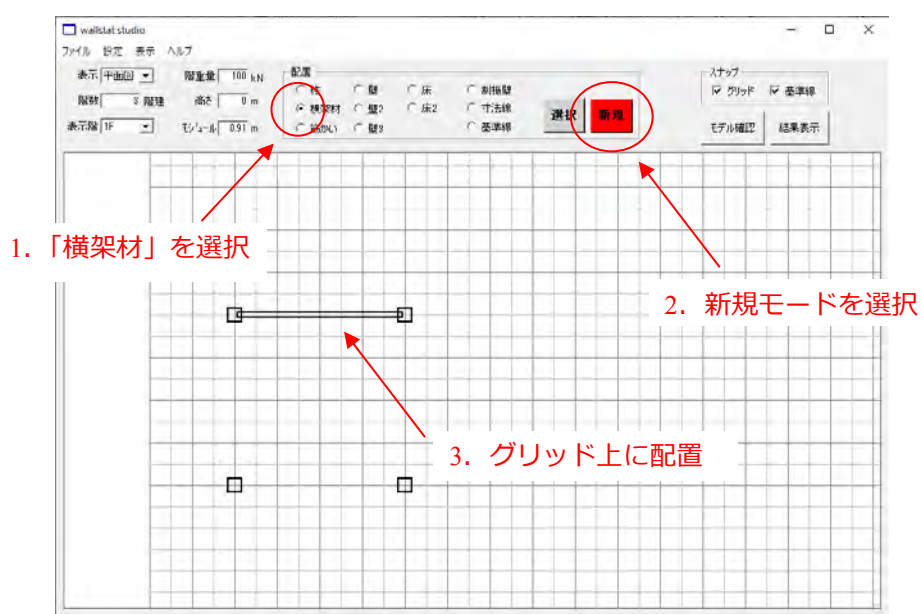 wallstat studio
ファイル 設定 表示 ヘルプ
表示 平面図 階重量 100 kN
階数 3 階建 高さ 0 m
表示階 1F モジュール 0.91 m
配置
柱 壁 床 制振壁
横架材 壁2 床2 寸法線
筋かい 壁3 基準線
選択 新規
スナップ
グリッド 基準線
モデル確認 結果表示
1.「横架材」を選択
2. 新規モードを選択
3. グリッド上に配置